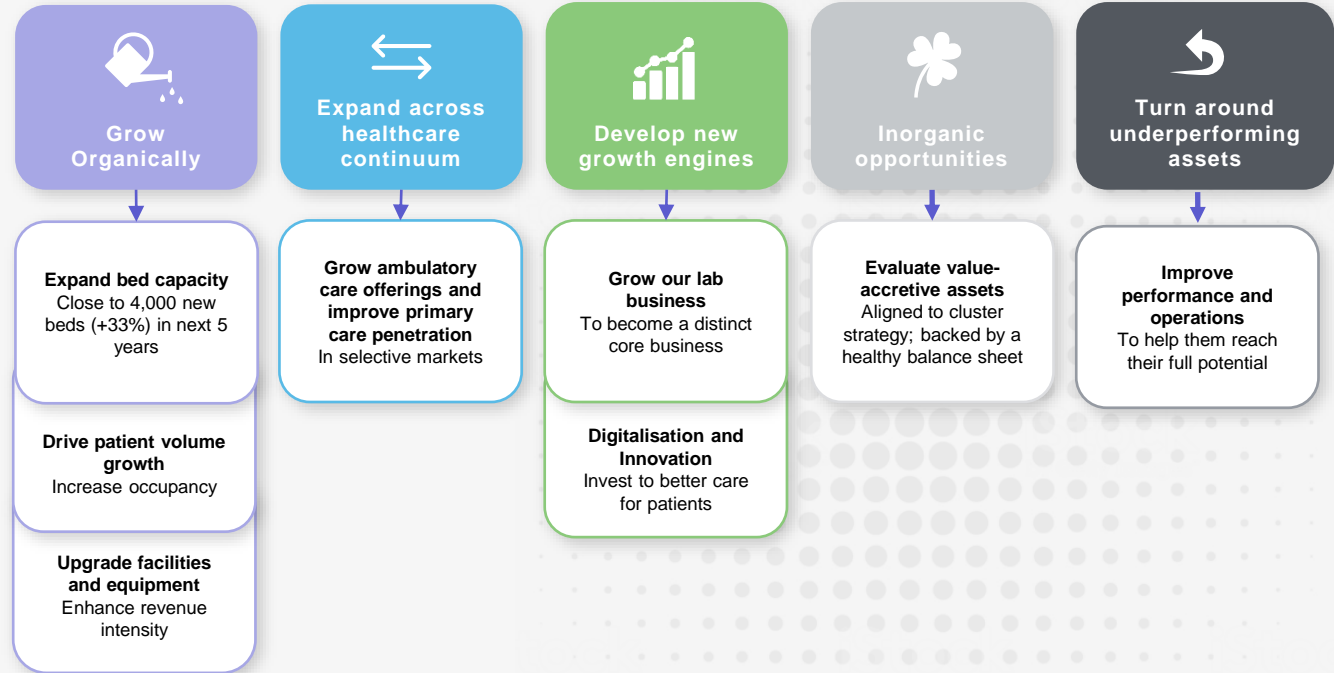 Grow
Organically
Expand bed capacity
Close to 4,000 new
beds (+33%) in next 5
years
Drive patient volume
growth
Increase occupancy
Upgrade facilities
and equipment
Enhance revenue
intensity
Expand across
healthcare
continuum
Grow ambulatory
care offerings and
improve primary
care penetration
In selective markets
Develop new
growth engines
Grow our lab
business
To become a distinct
core business
Digitalisation and
Innovation
Invest to better care
for patients
Inorganic
opportunities
Evaluate value-
accretive assets
Aligned to cluster
strategy; backed by a
healthy balance sheet
Turn around
underperforming
assets
Improve
performance and
operations
To help them reach
their full potential